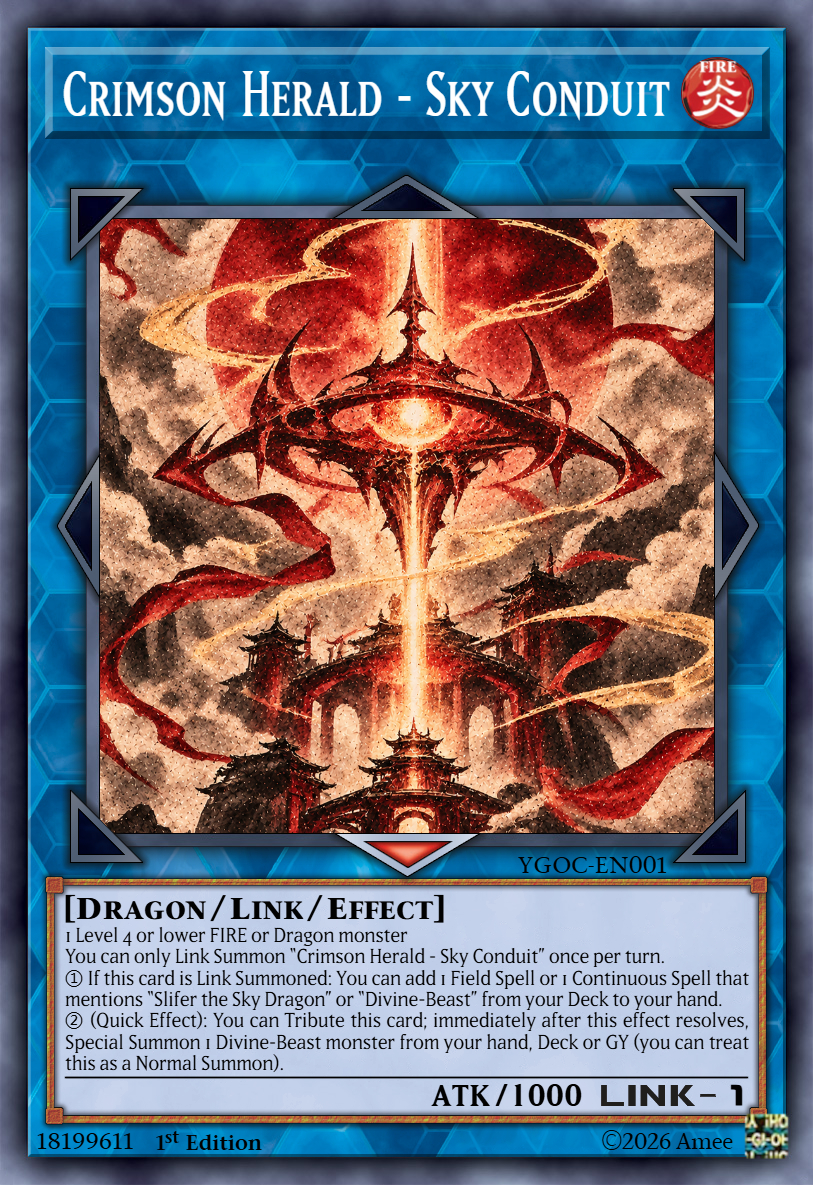 Crimson Herald - Sky Conduit
FIRE
炎
YGOC-EN001
[Dragon/Link/Effect]
1 Level 4 or lower FIRE or Dragon monster
You can only Link Summon "Crimson Herald - Sky Conduit" once per turn.
① If this card is Link Summoned: You can add 1 Field Spell or 1 Continuous Spell that
mentions "Slifer the Sky Dragon" or "Divine-Beast" from your Deck to your hand.
② (Quick Effect): You can Tribute this card; immediately after this effect resolves,
Special Summon 1 Divine-Beast monster from your hand, Deck or GY (you can treat
this as a Normal Summon).
ATK/1000 LINK-1
18199611 1st Edition ©2026 Amee